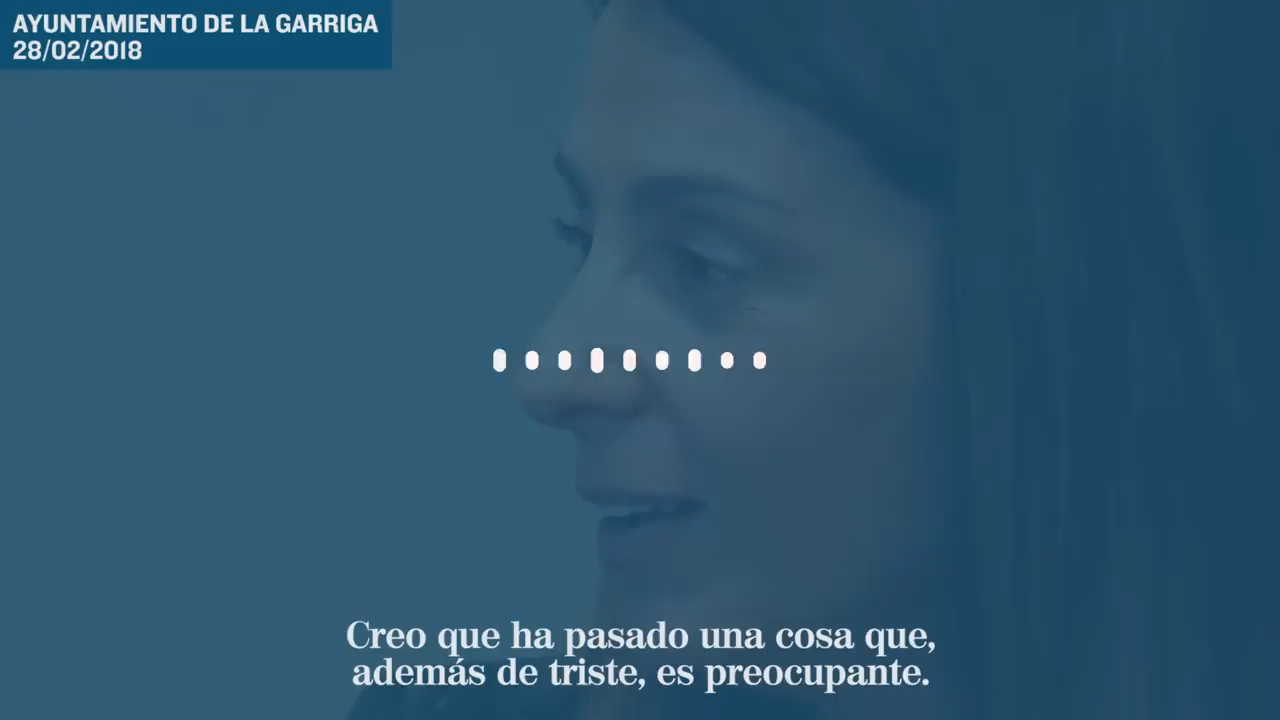 AYUNTAMIENTO DE LA GARRIGA
28/02/2018
Creo que ha pasado una cosa que,
además de triste, es preocupante.